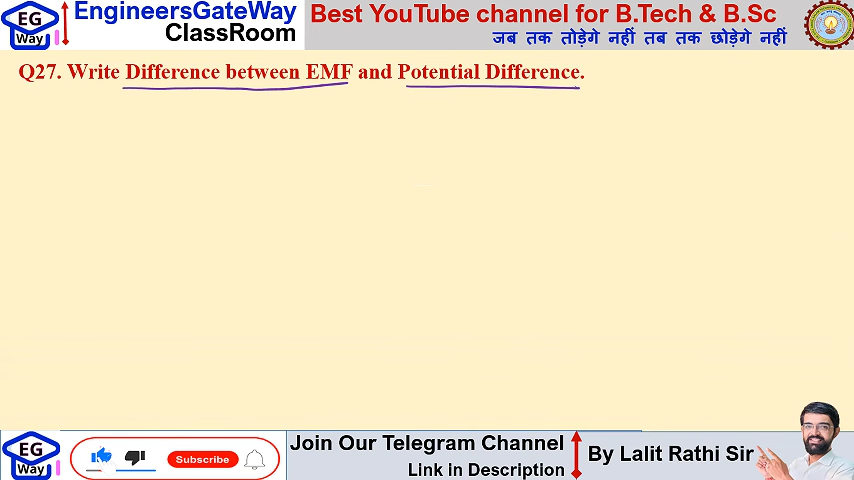 EG
Way
EngineersGateWay
ClassRoom
Best YouTube channel for B.Tech & B.Sc
जब तक तोड़ेगे नहीं तब तक छोड़ेगे नहीं
Q27. Write Difference between EMF and Potential Difference.
EG
Way
Subscribe
Join Our Telegram Channel
Link in Description
By Lalit Rathi Sir